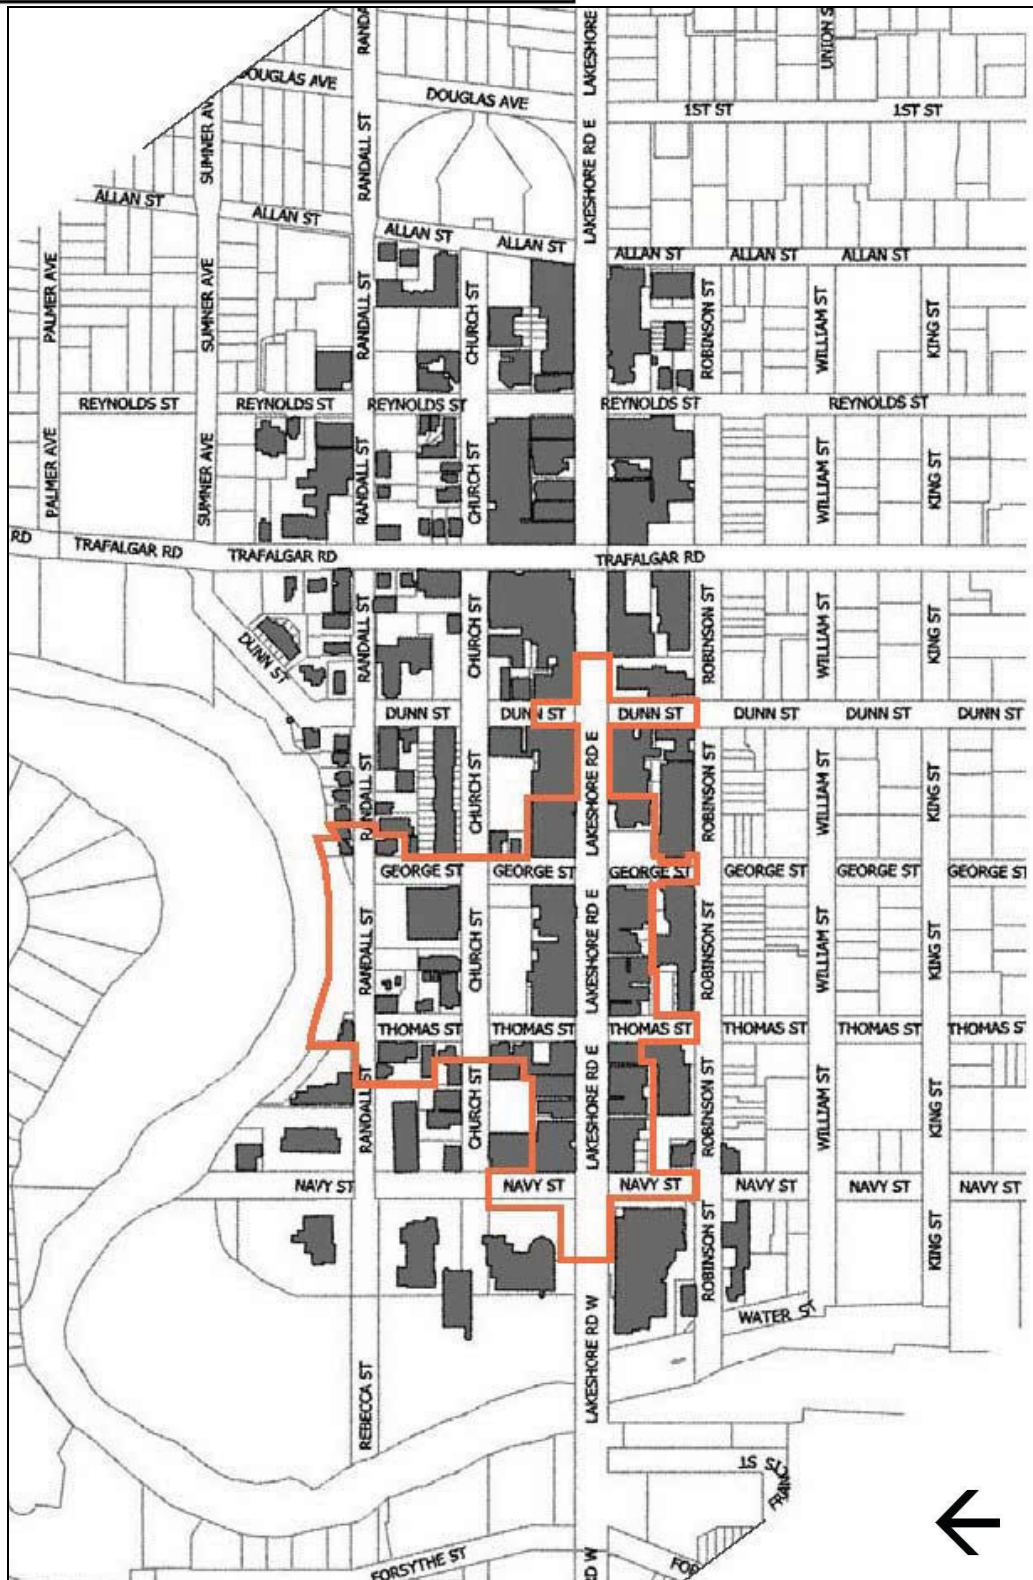 RANDA
LAKESHORE
UNION S
DOUGLAS AVE
DOUGLAS AVE
1ST ST
1ST ST
SUMNER AV
RANDALL ST
LAKESHORE RD E
ALLAN ST
ALLAN ST
ALLAN ST
ALLAN ST
ALLAN ST
ALLAN ST
ALLAN ST
PALMER AVE
SUMNER AVE
RANDALL ST
CHURCH ST
ROBINSON ST
WILLIAM ST
KING ST
REYNOLDS ST
REYNOLDS ST
REYNOLDS ST
REYNOLDS ST
REYNOLDS ST
PALMER AVE
SUMNER AVE
RANDALL ST
CHURCH ST
WILLIAM ST
KING ST
RD
TRAFALGAR RD
TRAFALGAR RD
TRAFALGAR RD
DUNN ST
RANDALL ST
CHURCH ST
ROBINSON ST
WILLIAM ST
KING ST
DUNN ST
DUNN ST
DUNN ST
DUNN ST
DUNN ST
DUNN ST
RANDALL ST
CHURCH ST
LAKESHORE RD E
ROBINSON ST
WILLIAM ST
KING ST
GEORGE ST
GEORGE ST
GEORGE ST
GEORGE ST
GEORGE ST
GEORGE ST
RANDALL ST
CHURCH ST
LAKESHORE RD E
ROBINSON ST
WILLIAM ST
KING ST
THOMAS ST
THOMAS ST
THOMAS ST
THOMAS ST
THOMAS ST
THOMAS ST
RANDALL ST
CHURCH ST
LAKESHORE RD E
ROBINSON ST
WILLIAM ST
KING ST
NAVY ST
NAVY ST
NAVY ST
NAVY ST
NAVY ST
NAVY ST
ROBINSON ST
KING ST
WATER ST
REBECCA ST
LAKESHORE RD W
FRANCIS ST
FORSYTHE ST
RD W
FOR